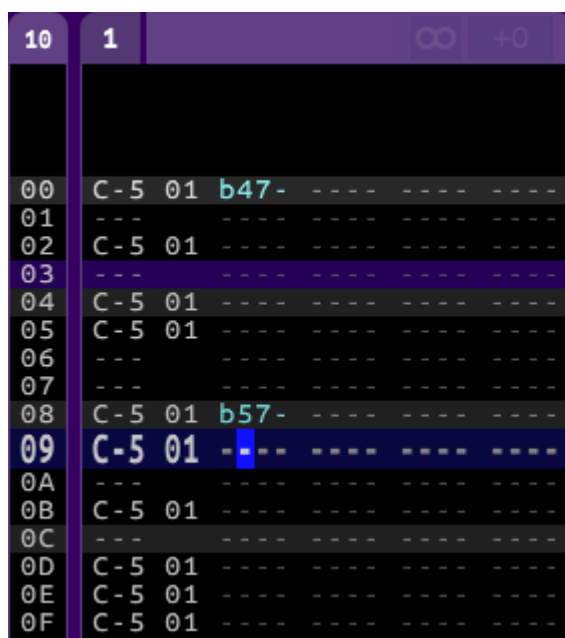 10 1 ∞ +0
00 C-5 01 b47- ---- ---- ----
01 --- ---- ---- ---- ----
02 C-5 01 ---- ---- ---- ----
03 --- ---- ---- ---- ----
04 C-5 01 ---- ---- ---- ----
05 C-5 01 ---- ---- ---- ----
06 --- ---- ---- ---- ----
07 --- ---- ---- ---- ----
08 C-5 01 b57- ---- ---- ----
09 C-5 01 ---- ---- ---- ----
0A --- ---- ---- ---- ----
0B C-5 01 ---- ---- ---- ----
0C --- ---- ---- ---- ----
0D C-5 01 ---- ---- ---- ----
0E C-5 01 ---- ---- ---- ----
0F C-5 01 ---- ---- ---- ----